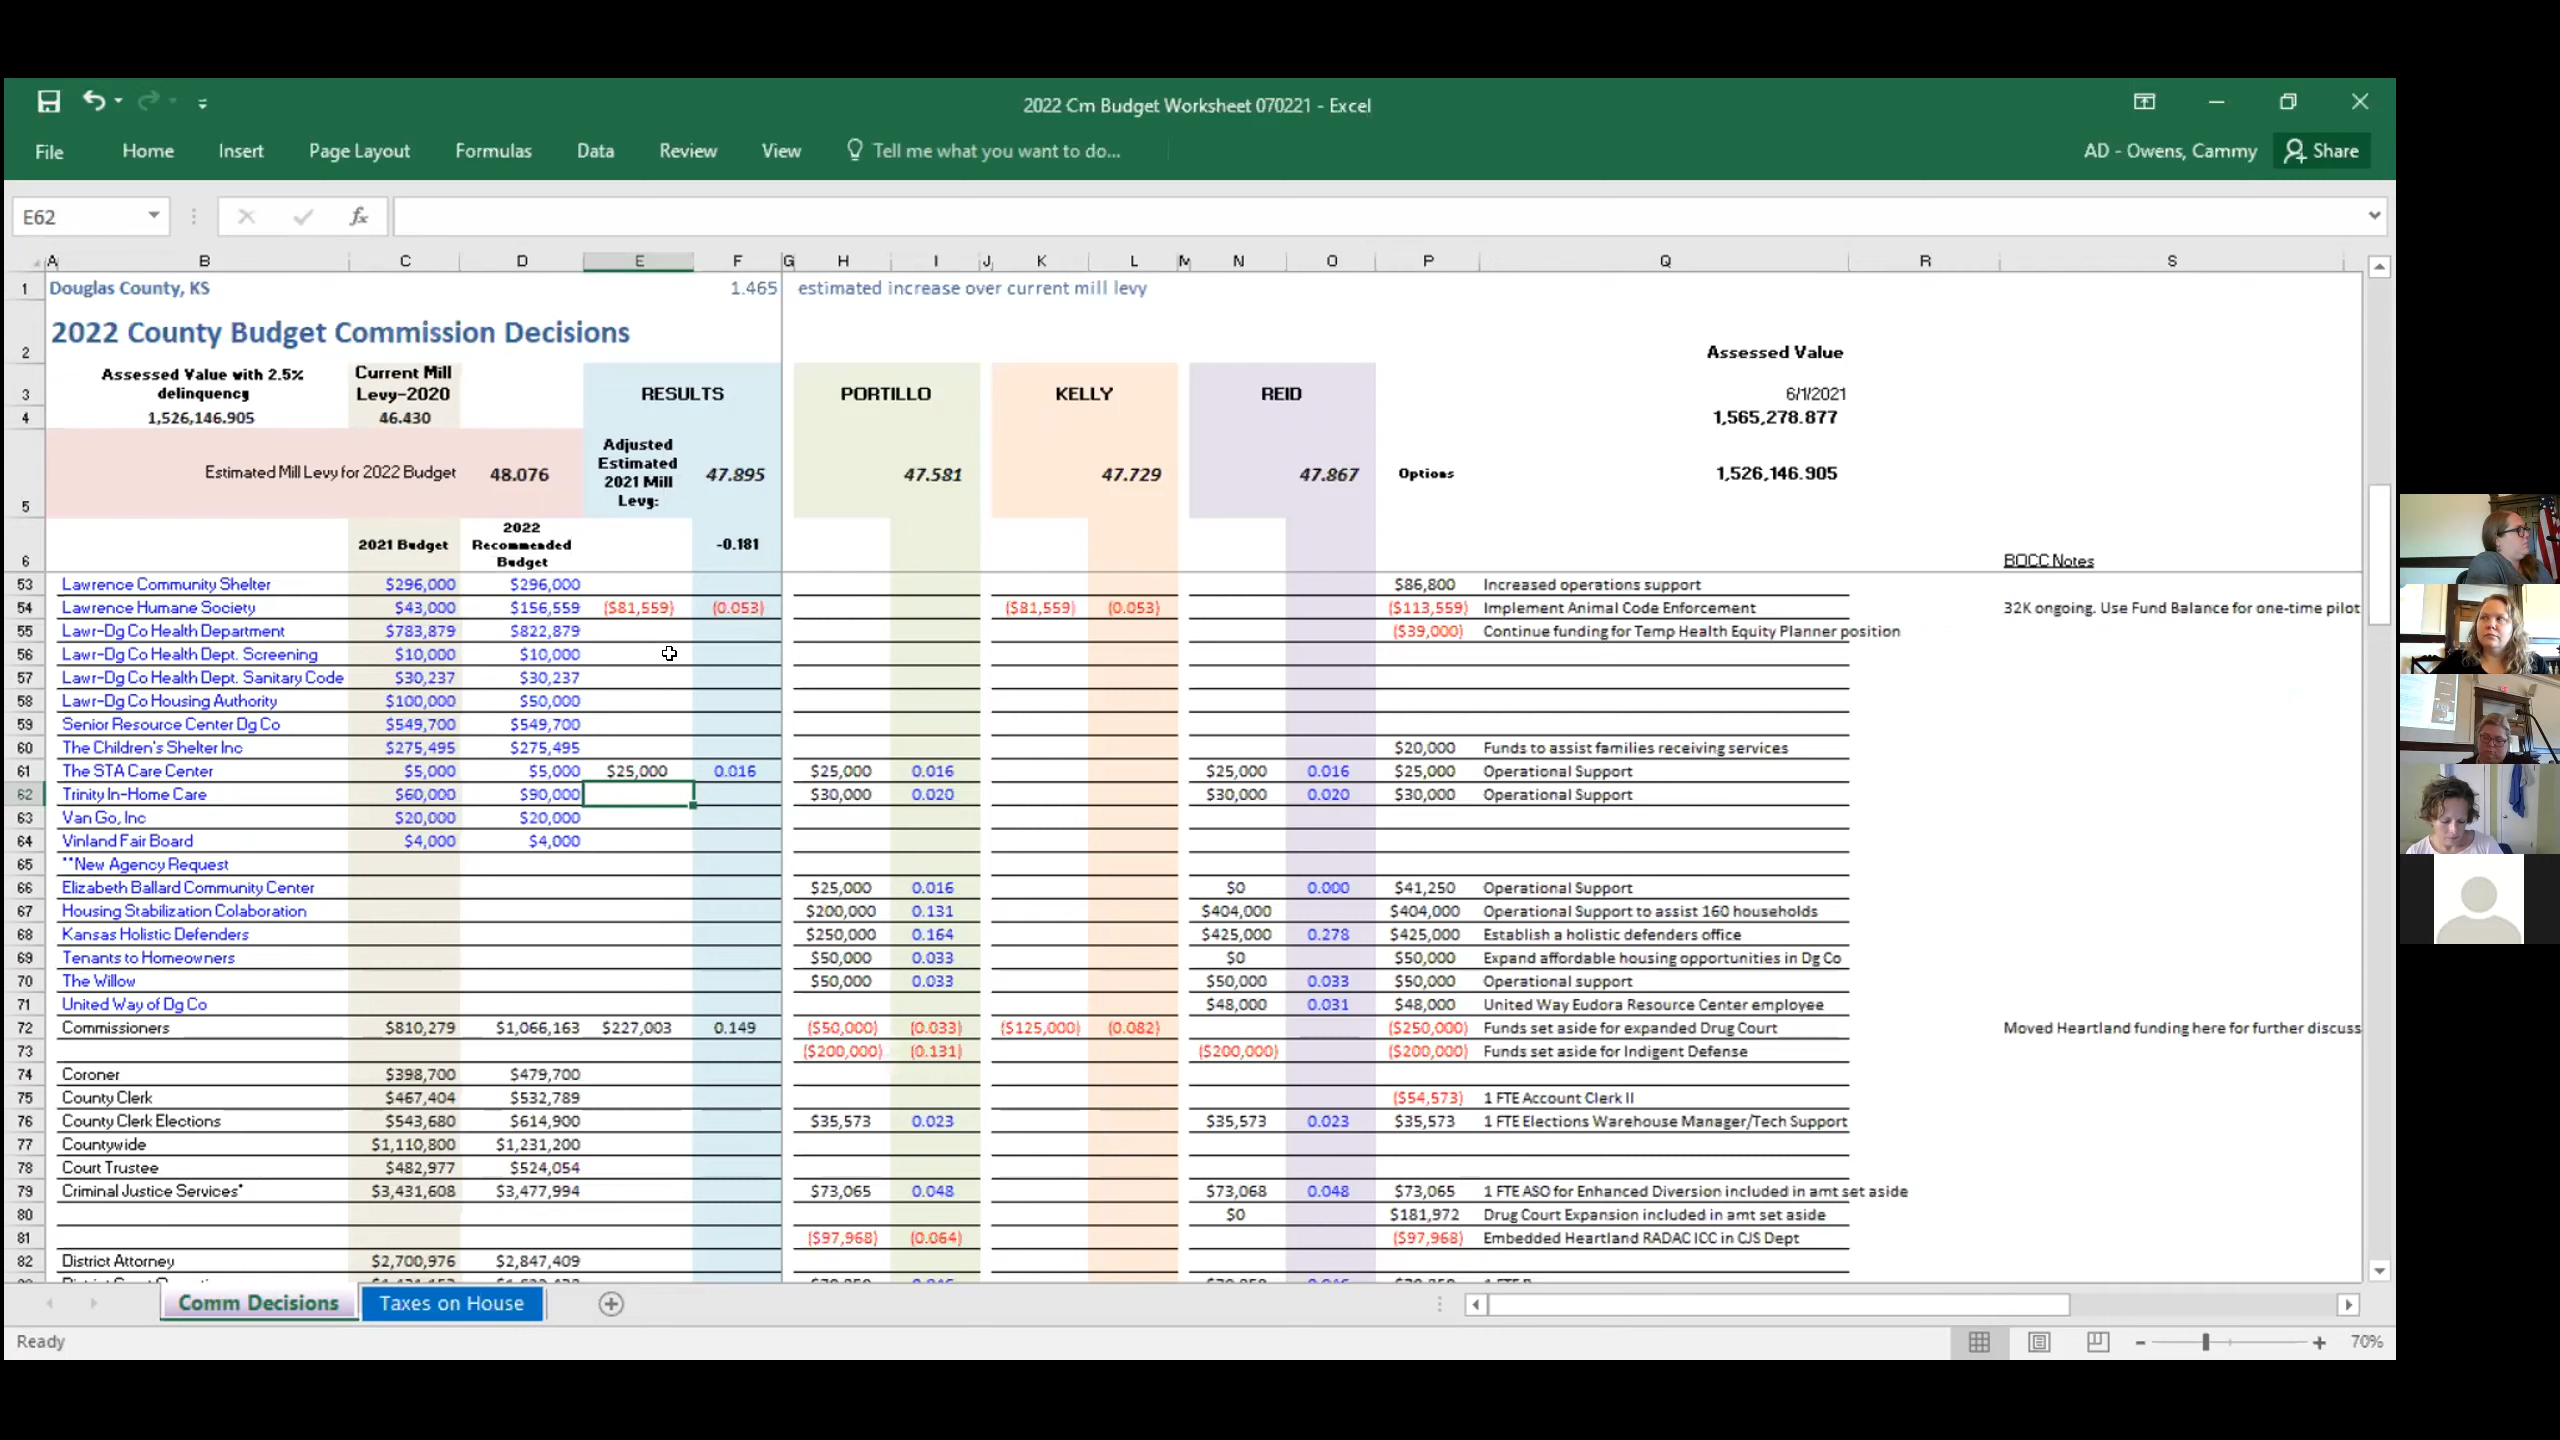 2022 Cm Budget Worksheet 070221 - Excel
File Home Insert Page Layout Formulas Data Review View Tell me what you want to do... AD - Owens, Cammy Share
E62 fx
A B C D E F G H I J K L M N O P Q R S
1 Douglas County, KS 1.465 estimated increase over current mill levy
2 2022 County Budget Commission Decisions Assessed Value
3 Assessed Value with 2.5% delinquency Current Mill Levy-2020 RESULTS PORTILLO KELLY REID 6/1/2021
4 1,526,146.905 46.430 1,565,278.877
5 Estimated Mill Levy for 2022 Budget 48.076 Adjusted Estimated 2021 Mill Levy: 47.895 47.581 47.729 47.867 Options 1,526,146.905
6 2021 Budget 2022 Recommended Budget -0.181 BOCC Notes
53 Lawrence Community Shelter $296,000 $296,000 $86,800 Increased operations support
54 Lawrence Humane Society $43,000 $156,559 ($81,559) (0.053) ($81,559) (0.053) ($113,559) Implement Animal Code Enforcement 32K ongoing. Use Fund Balance for one-time pilot
55 Lawr-Dg Co Health Department $783,879 $822,879 ($39,000) Continue funding for Temp Health Equity Planner position
56 Lawr-Dg Co Health Dept. Screening $10,000 $10,000
57 Lawr-Dg Co Health Dept. Sanitary Code $30,237 $30,237
58 Lawr-Dg Co Housing Authority $100,000 $50,000
59 Senior Resource Center Dg Co $549,700 $549,700
60 The Children's Shelter Inc $275,495 $275,495 $20,000 Funds to assist families receiving services
61 The STA Care Center $5,000 $5,000 $25,000 0.016 $25,000 0.016 $25,000 0.016 $25,000 Operational Support
62 Trinity In-Home Care $60,000 $90,000 $30,000 0.020 $30,000 0.020 $30,000 Operational Support
63 Van Go, Inc $20,000 $20,000
64 Vinland Fair Board $4,000 $4,000
65 **New Agency Request
66 Elizabeth Ballard Community Center $25,000 0.016 $0 0.000 $41,250 Operational Support
67 Housing Stabilization Colaboration $200,000 0.131 $404,000 $404,000 Operational Support to assist 160 households
68 Kansas Holistic Defenders $250,000 0.164 $425,000 0.278 $425,000 Establish a holistic defenders office
69 Tenants to Homeowners $50,000 0.033 $0 $50,000 Expand affordable housing opportunities in Dg Co
70 The Willow $50,000 0.033 $50,000 0.033 $50,000 Operational support
71 United Way of Dg Co $48,000 0.031 $48,000 United Way Eudora Resource Center employee
72 Commissioners $810,279 $1,066,163 $227,003 0.149 ($50,000) (0.033) ($125,000) (0.082) ($250,000) Funds set aside for expanded Drug Court Moved Heartland funding here for further discuss
73 ($200,000) (0.131) ($200,000) ($200,000) Funds set aside for Indigent Defense
74 Coroner $398,700 $479,700
75 County Clerk $467,404 $532,789 ($54,573) 1 FTE Account Clerk II
76 County Clerk Elections $543,680 $614,900 $35,573 0.023 $35,573 0.023 $35,573 1 FTE Elections Warehouse Manager/Tech Support
77 Countywide $1,110,800 $1,231,200
78 Court Trustee $482,977 $524,054
79 Criminal Justice Services* $3,431,608 $3,477,994 $73,065 0.048 $73,068 0.048 $73,065 1 FTE ASO for Enhanced Diversion included in amt set aside
80 $0 $181,972 Drug Court Expansion included in amt set aside
81 ($97,968) (0.064) ($97,968) Embedded Heartland RADAC ICC in CJS Dept
82 District Attorney $2,700,976 $2,847,409
Comm Decisions Taxes on House
Ready 70%